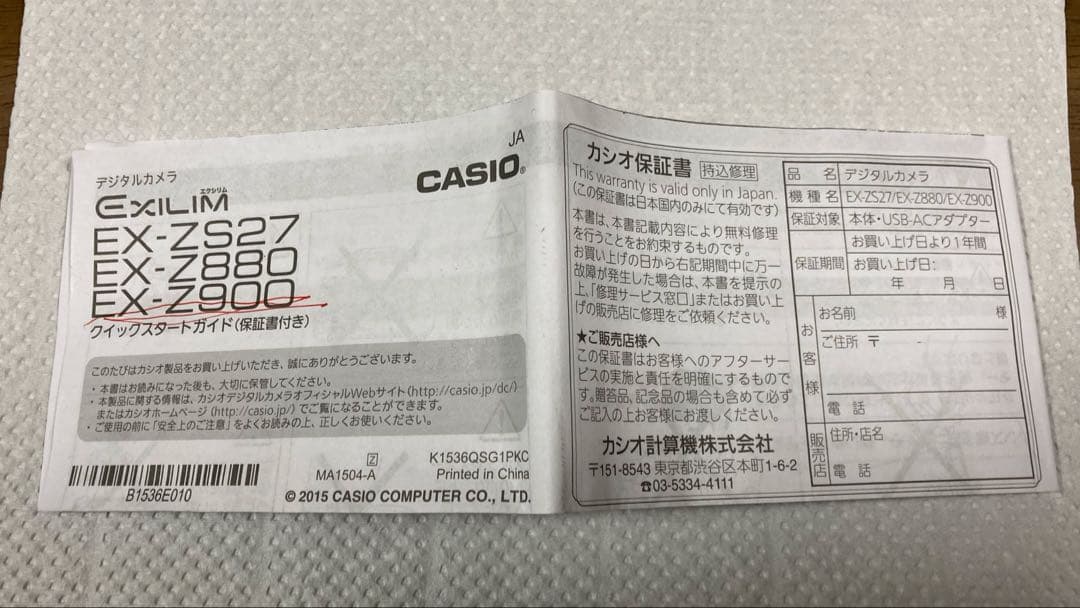 JA
デジタルカメラ
CASIO®
エクシリム
EXILIM
EX-ZS27
EX-Z880
EX-Z900
クイックスタートガイド(保証書付き)
このたびはカシオ製品をお買い上げいただき、誠にありがとうございます。
・本書はお読みになった後も、大切に保管してください。
・本製品に関する情報は、カシオデジタルカメラオフィシャルWebサイト(http://casio.jp/dc/)
またはカシオホームページ(http://casio.jp/)でご覧になることができます。
・ご使用の前に「安全上のご注意」をよくお読みの上、正しくお使いください。
B1536E010
Z
MA1504-A
K1536QSG1PKC
Printed in China
© 2015 CASIO COMPUTER CO., LTD.
カシオ保証書 持込修理
This warranty is valid only in Japan.
(この保証書は日本国内のみにて有効です)
本書は、本書記載内容により無料修理
を行うことをお約束するものです。
お買い上げの日から右記期間中に万一
故障が発生した場合は、本書を提示の
上、「修理サービス窓口」またはお買い上
げの販売店に修理をご依頼ください。
★ご販売店様へ
この保証書はお客様へのアフターサー
ビスの実施と責任を明確にするもので
す。贈答品、記念品の場合も含めて必ず
ご記入の上お客様にお渡しください。
カシオ計算機株式会社
〒151-8543 東京都渋谷区本町1-6-2
☎03-5334-4111
品名 デジタルカメラ
機種名 EX-ZS27/EX-Z880/EX-Z900
保証対象 本体・USB-ACアダプター
保証期間 お買い上げ日より1年間
お買い上げ日:
年 月 日
お客様
お名前 様
ご住所 〒 -
電話
販売店
住所・店名
電話